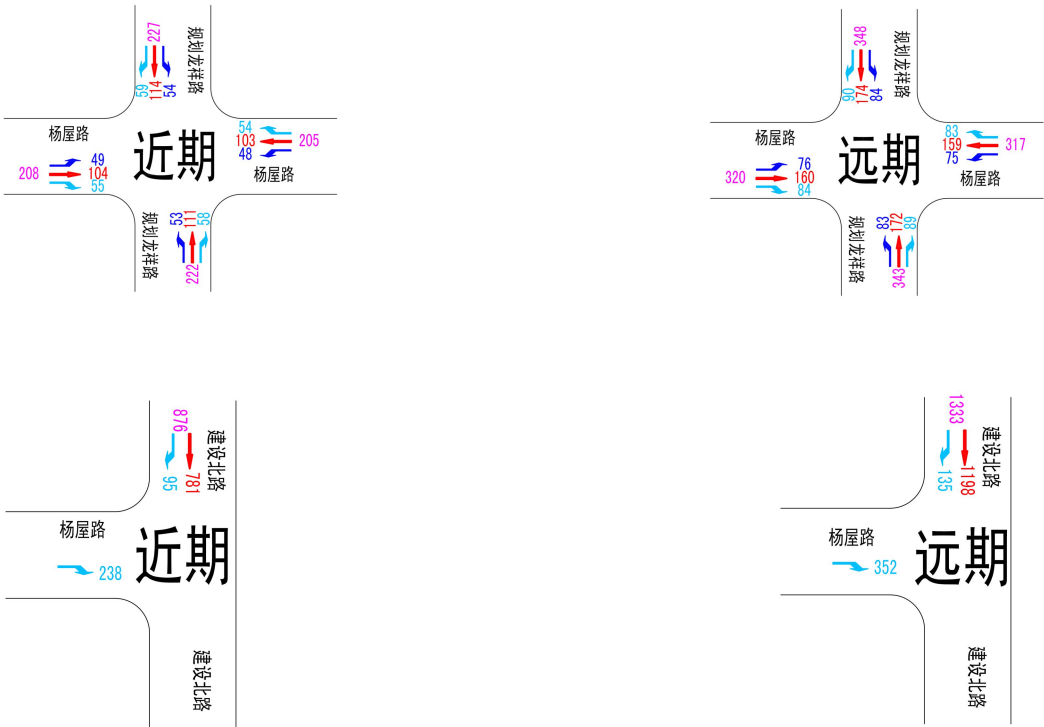 227
规划龙祥路
59
114
54
杨屋路
近期
54
103
205
48
杨屋路
49
208
104
55
规划龙祥路
53
111
58
222
348
规划龙祥路
90
174
84
杨屋路
远期
83
159
317
75
杨屋路
76
320
160
84
规划龙祥路
83
172
89
343
876
建设北路
95
781
杨屋路
近期
238
建设北路
1333
建设北路
135
1198
杨屋路
远期
352
建设北路